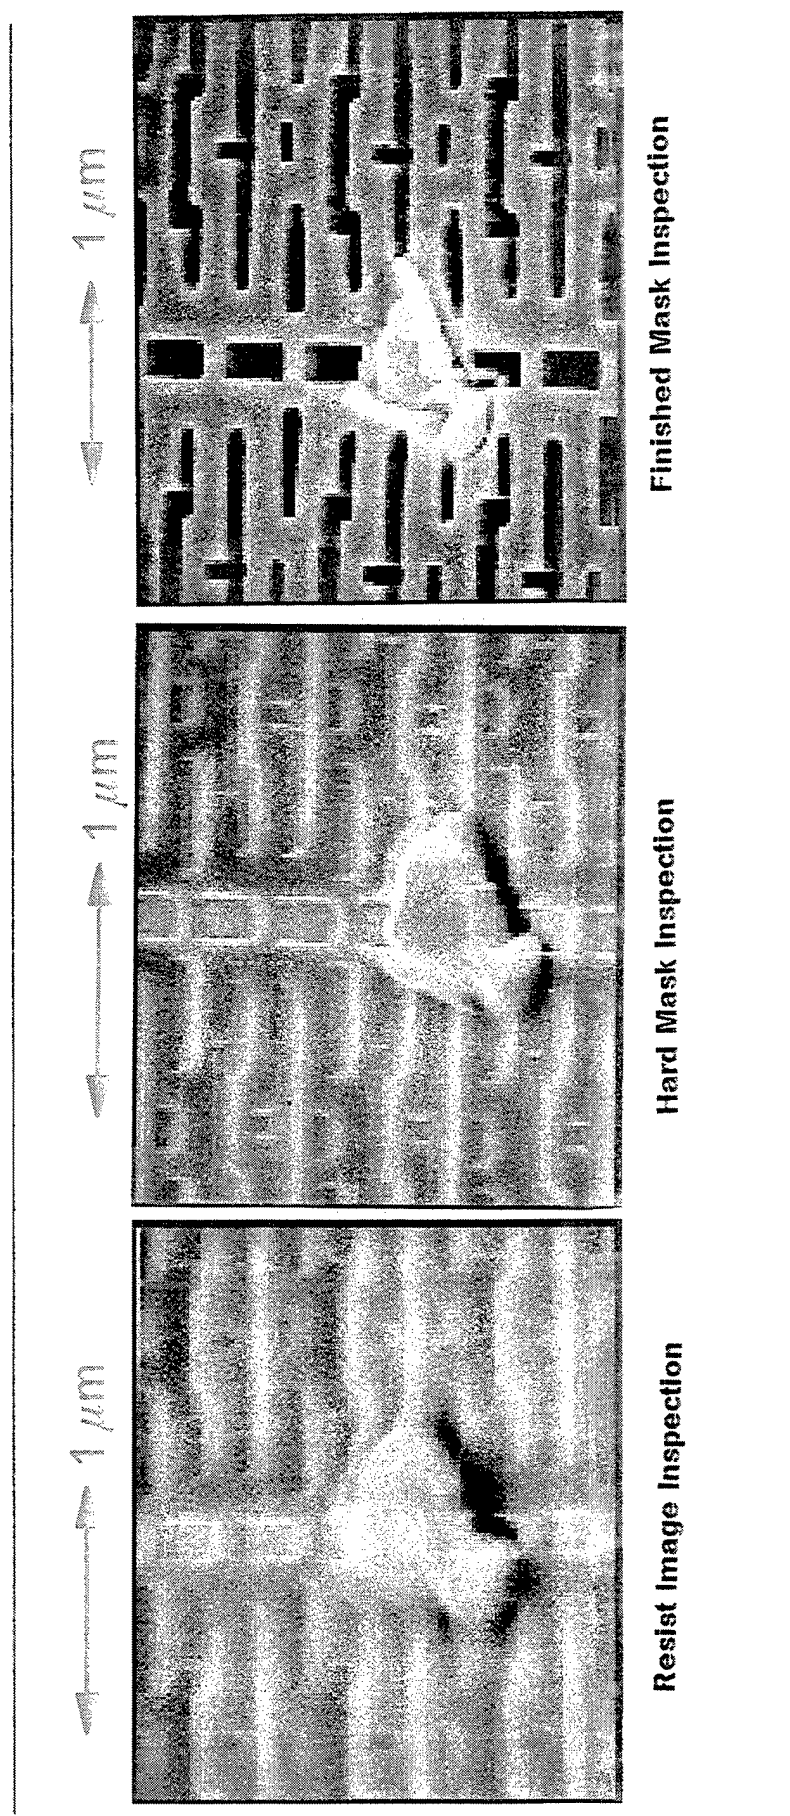 1 µm
1 µm
1 µm
Resist Image Inspection
Hard Mask Inspection
Finished Mask Inspection